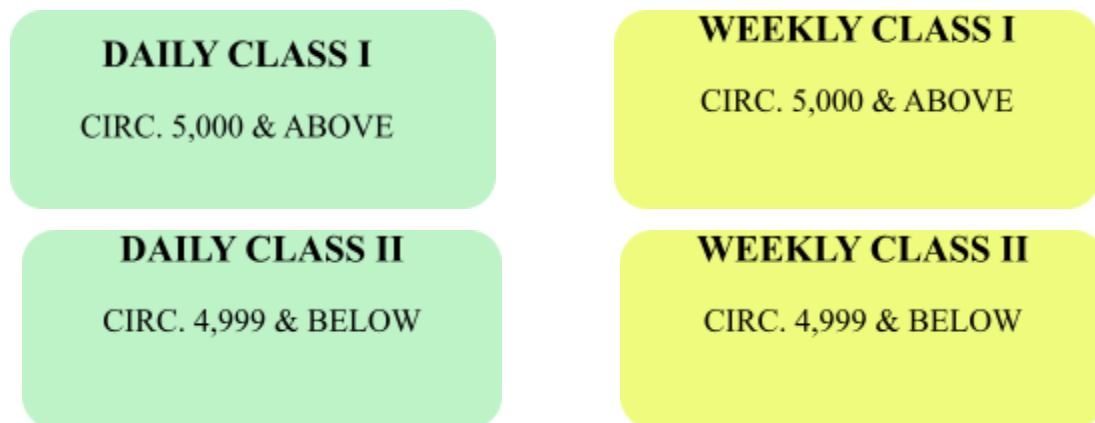 DAILY CLASS I
CIRC. 5,000 & ABOVE
WEEKLY CLASS I
CIRC. 5,000 & ABOVE
DAILY CLASS II
CIRC. 4,999 & BELOW
WEEKLY CLASS II
CIRC. 4,999 & BELOW